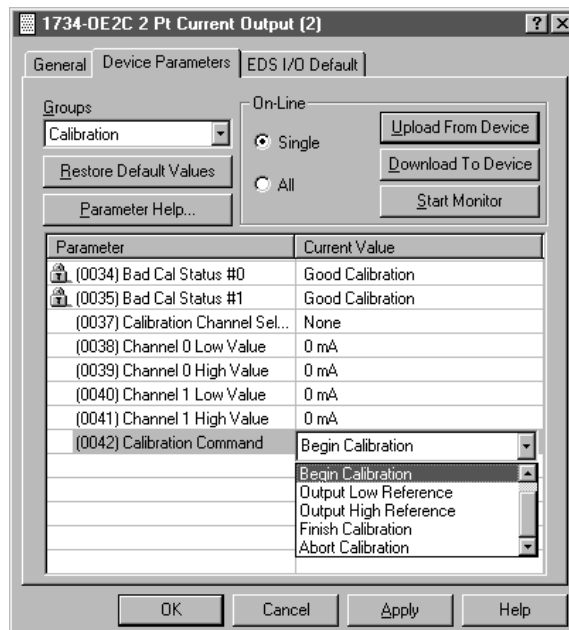 1734-OE2C 2 Pt Current Output (2)
General Device Parameters EDS I/O Default
Groups
Calibration
Restore Default Values
Parameter Help...
On-Line
Single
All
Upload From Device
Download To Device
Start Monitor
Parameter Current Value
(0034) Bad Cal Status #0 Good Calibration
(0035) Bad Cal Status #1 Good Calibration
(0037) Calibration Channel Sel... None
(0038) Channel 0 Low Value 0 mA
(0039) Channel 0 High Value 0 mA
(0040) Channel 1 Low Value 0 mA
(0041) Channel 1 High Value 0 mA
(0042) Calibration Command Begin Calibration
Begin Calibration
Output Low Reference
Output High Reference
Finish Calibration
Abort Calibration
OK Cancel Apply Help